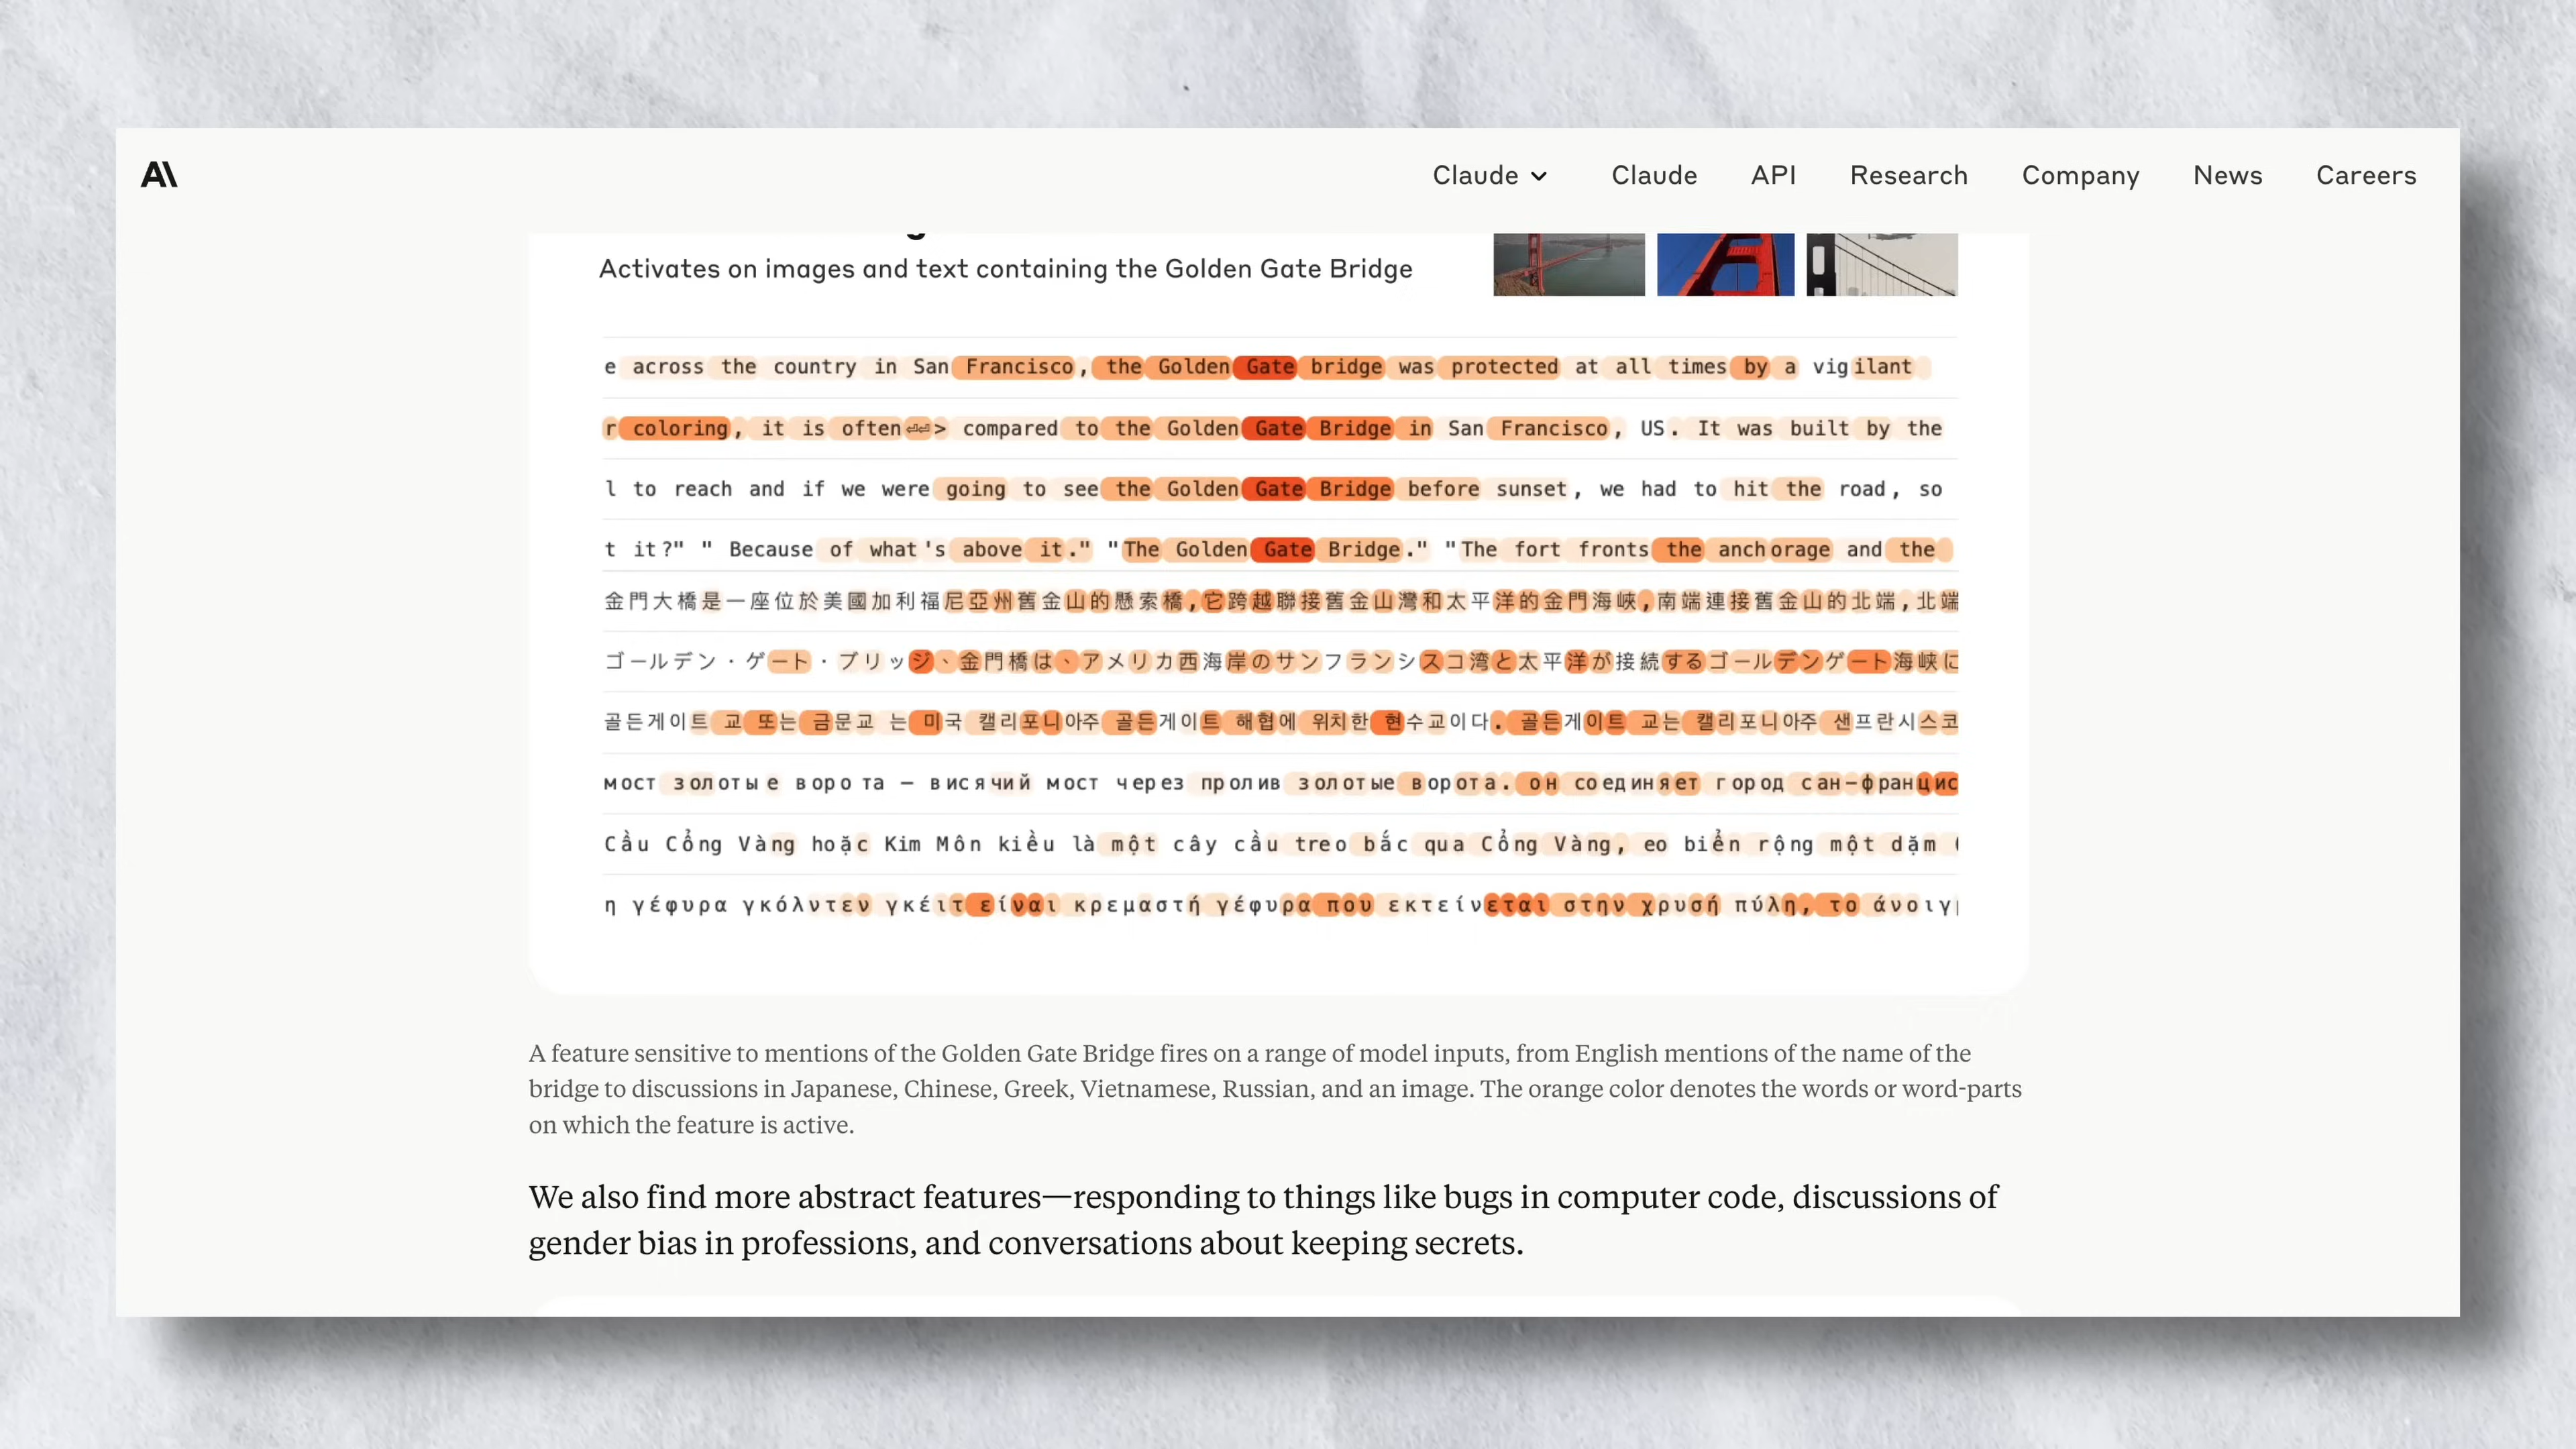 A\
Claude Claude API Research Company News Careers
Activates on images and text containing the Golden Gate Bridge
e across the country in San Francisco, the Golden Gate bridge was protected at all times by a vigilant
r coloring, it is often⏎⏎> compared to the Golden Gate Bridge in San Francisco, US. It was built by the
l to reach and if we were going to see the Golden Gate Bridge before sunset, we had to hit the road, so
t it?" " Because of what's above it." "The Golden Gate Bridge." "The fort fronts the anchorage and the
金門大橋是一座位於美國加利福尼亞州舊金山的懸索橋,它跨越聯接舊金山灣和太平洋的金門海峽,南端連接舊金山的北端,北端
ゴールデン・ゲート・ブリッジ、金門橋は、アメリカ西海岸のサンフランシスコ湾と太平洋が接続するゴールデンゲート海峡に
골든게이트 교 또는 금문교 는 미국 캘리포니아주 골든게이트 해협에 위치한 현수교이다. 골든게이트 교는 캘리포니아주 샌프란시스코
мост золотые ворота – висячий мост через пролив золотые ворота. он соединяет город сан-францис
Cầu Cổng Vàng hoặc Kim Môn kiều là một cây cầu treo bắc qua Cổng Vàng, eo biển rộng một dặm
η γέφυρα γκόλντεν γκέιτ είναι κρεμαστή γέφυρα που εκτείνεται στην χρυσή πύλη, το άνοιγ
A feature sensitive to mentions of the Golden Gate Bridge fires on a range of model inputs, from English mentions of the name of the
bridge to discussions in Japanese, Chinese, Greek, Vietnamese, Russian, and an image. The orange color denotes the words or word-parts
on which the feature is active.
We also find more abstract features—responding to things like bugs in computer code, discussions of
gender bias in professions, and conversations about keeping secrets.